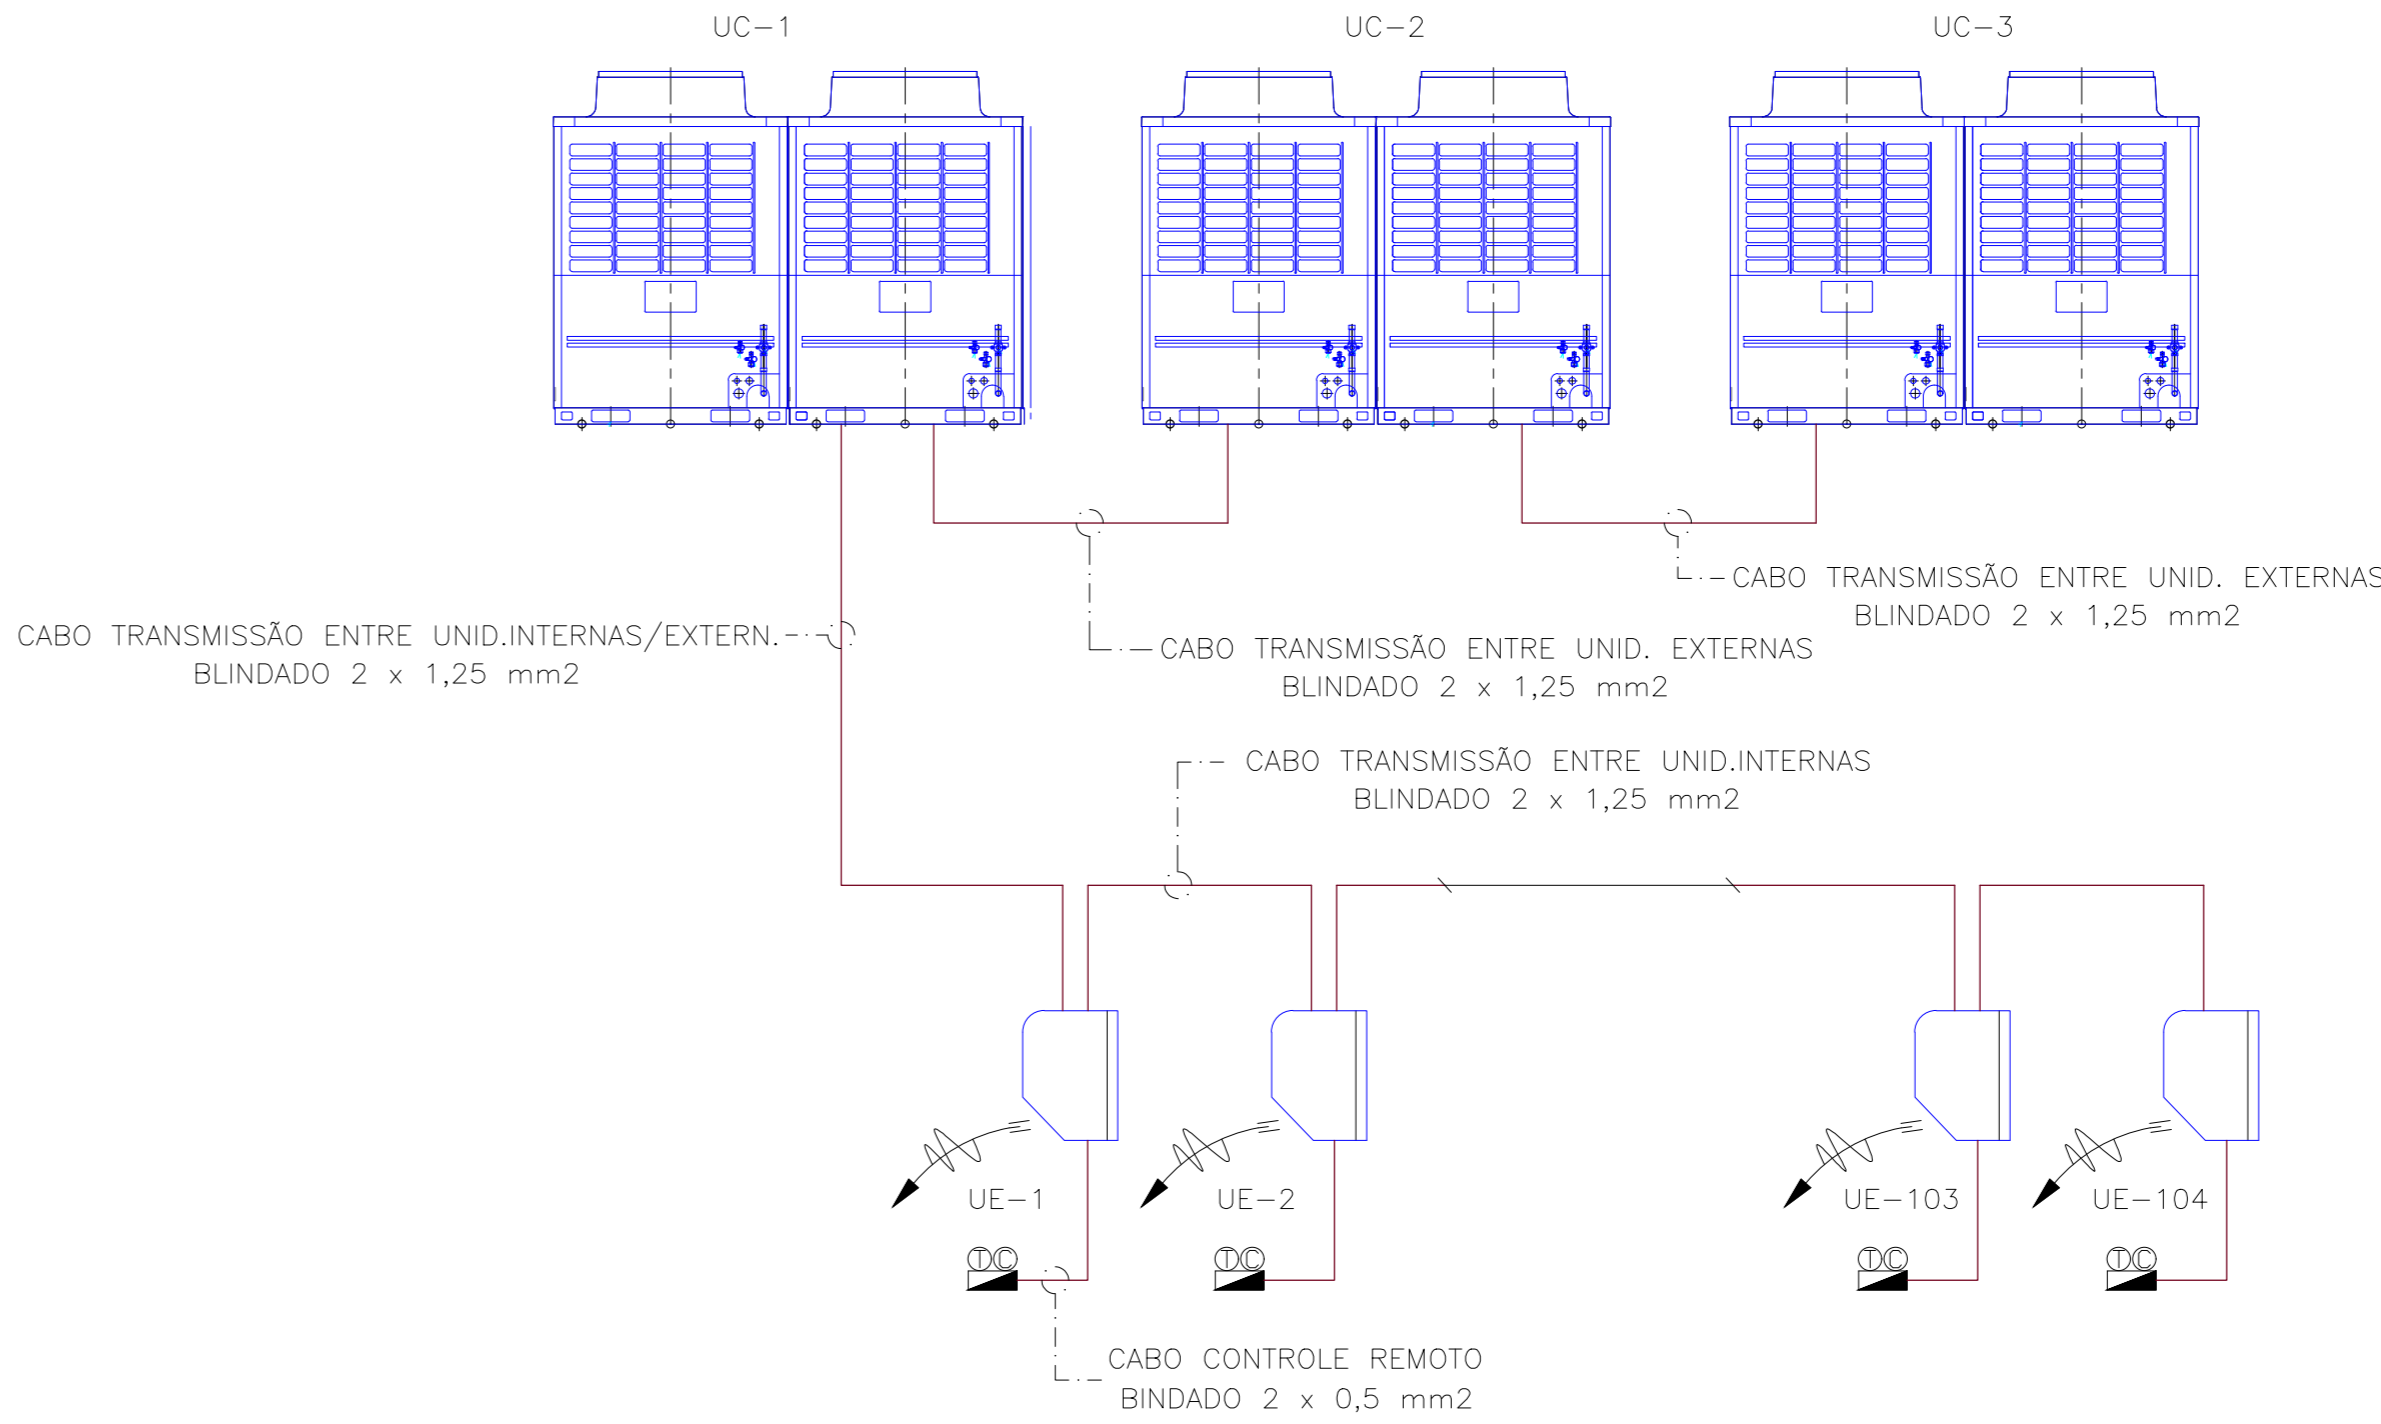 UC-1
UC-2
UC-3
CABO TRANSMISSÃO ENTRE UNID. EXTERNAS
BLINDADO 2 x 1,25 mm2
CABO TRANSMISSÃO ENTRE UNID.INTERNAS/EXTERN.
BLINDADO 2 x 1,25 mm2
CABO TRANSMISSÃO ENTRE UNID. EXTERNAS
BLINDADO 2 x 1,25 mm2
CABO TRANSMISSÃO ENTRE UNID.INTERNAS
BLINDADO 2 x 1,25 mm2
UE-1
UE-2
UE-103
UE-104
TC
TC
TC
TC
CABO CONTROLE REMOTO
BINDADO 2 x 0,5 mm2